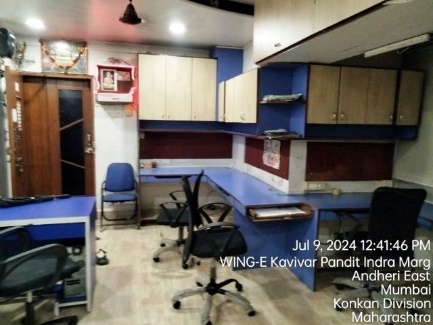 Jul 9, 2024 12:41:46 PM
WING-E Kavivar Pandit Indra Marg
Andheri East
Mumbai
Konkan Division
Maharashtra